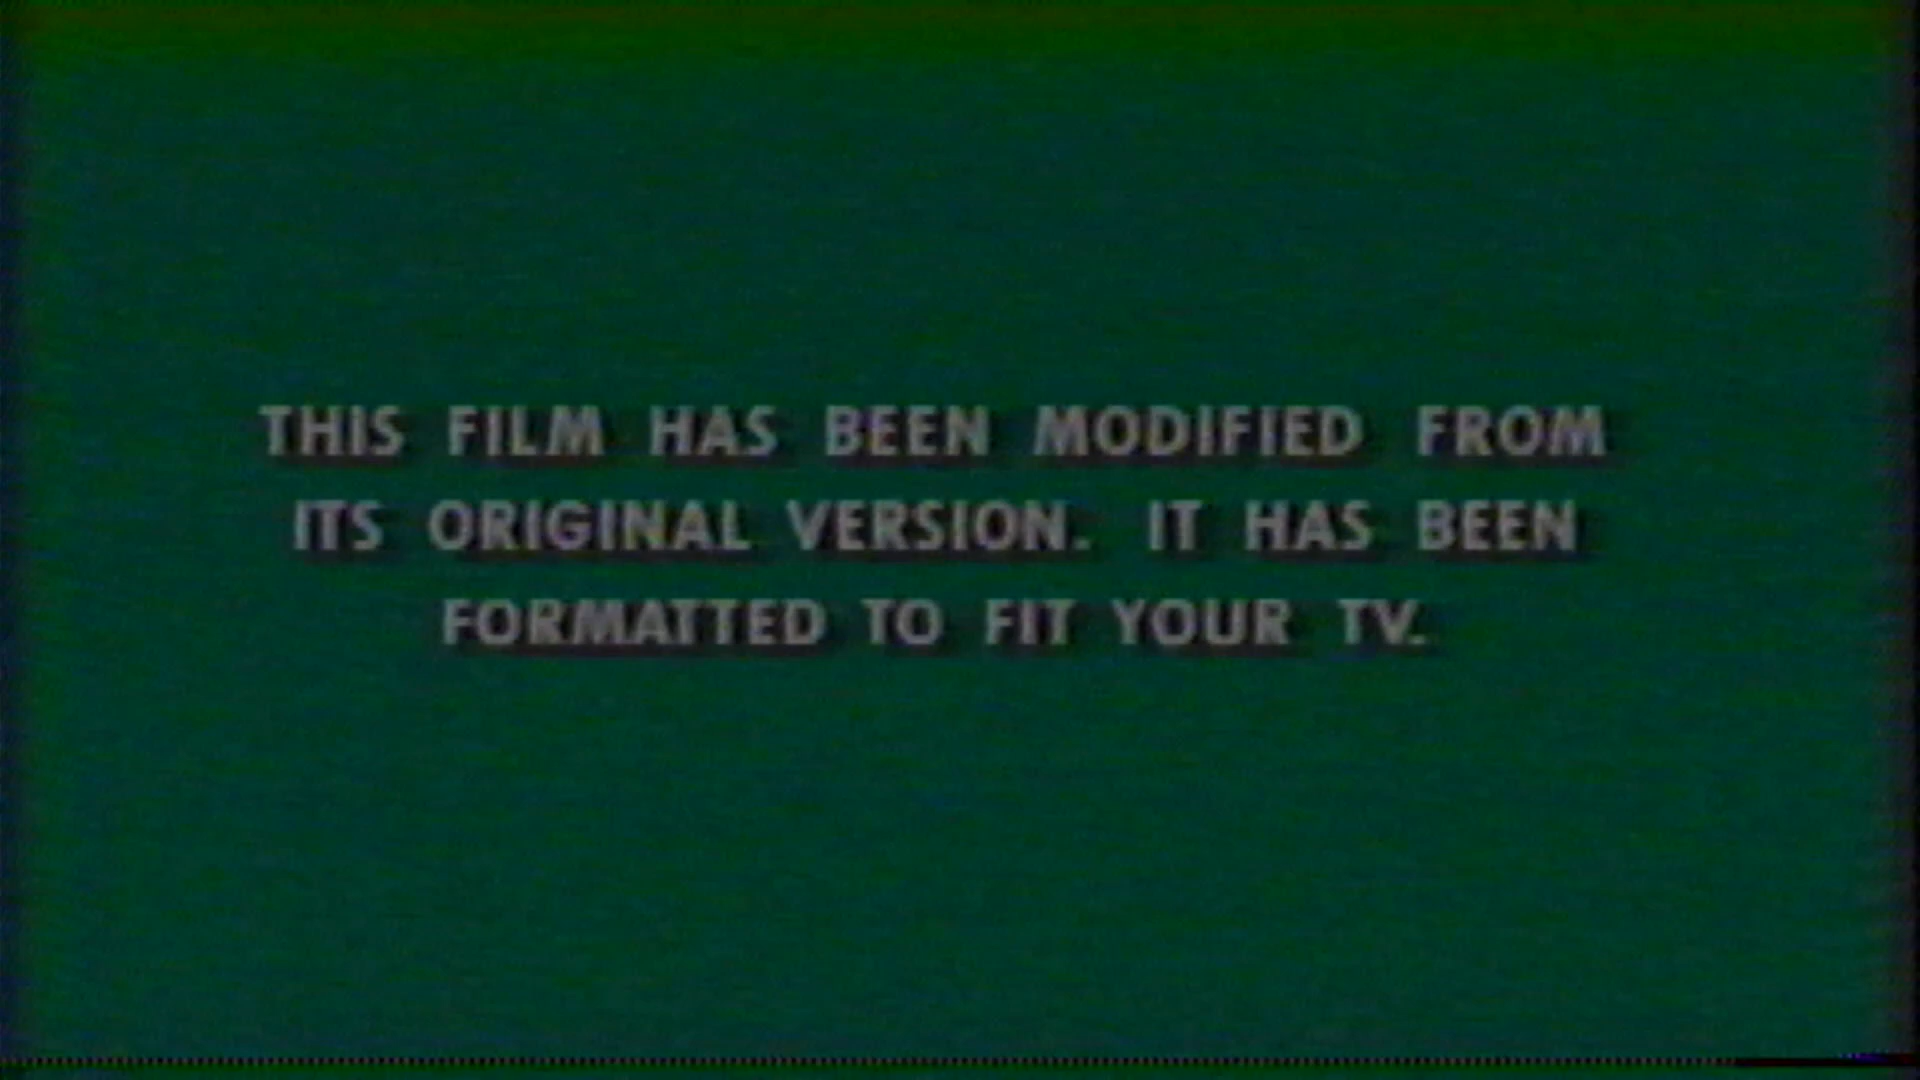 THIS FILM HAS BEEN MODIFIED FROM
ITS ORIGINAL VERSION. IT HAS BEEN
FORMATTED TO FIT YOUR TV.